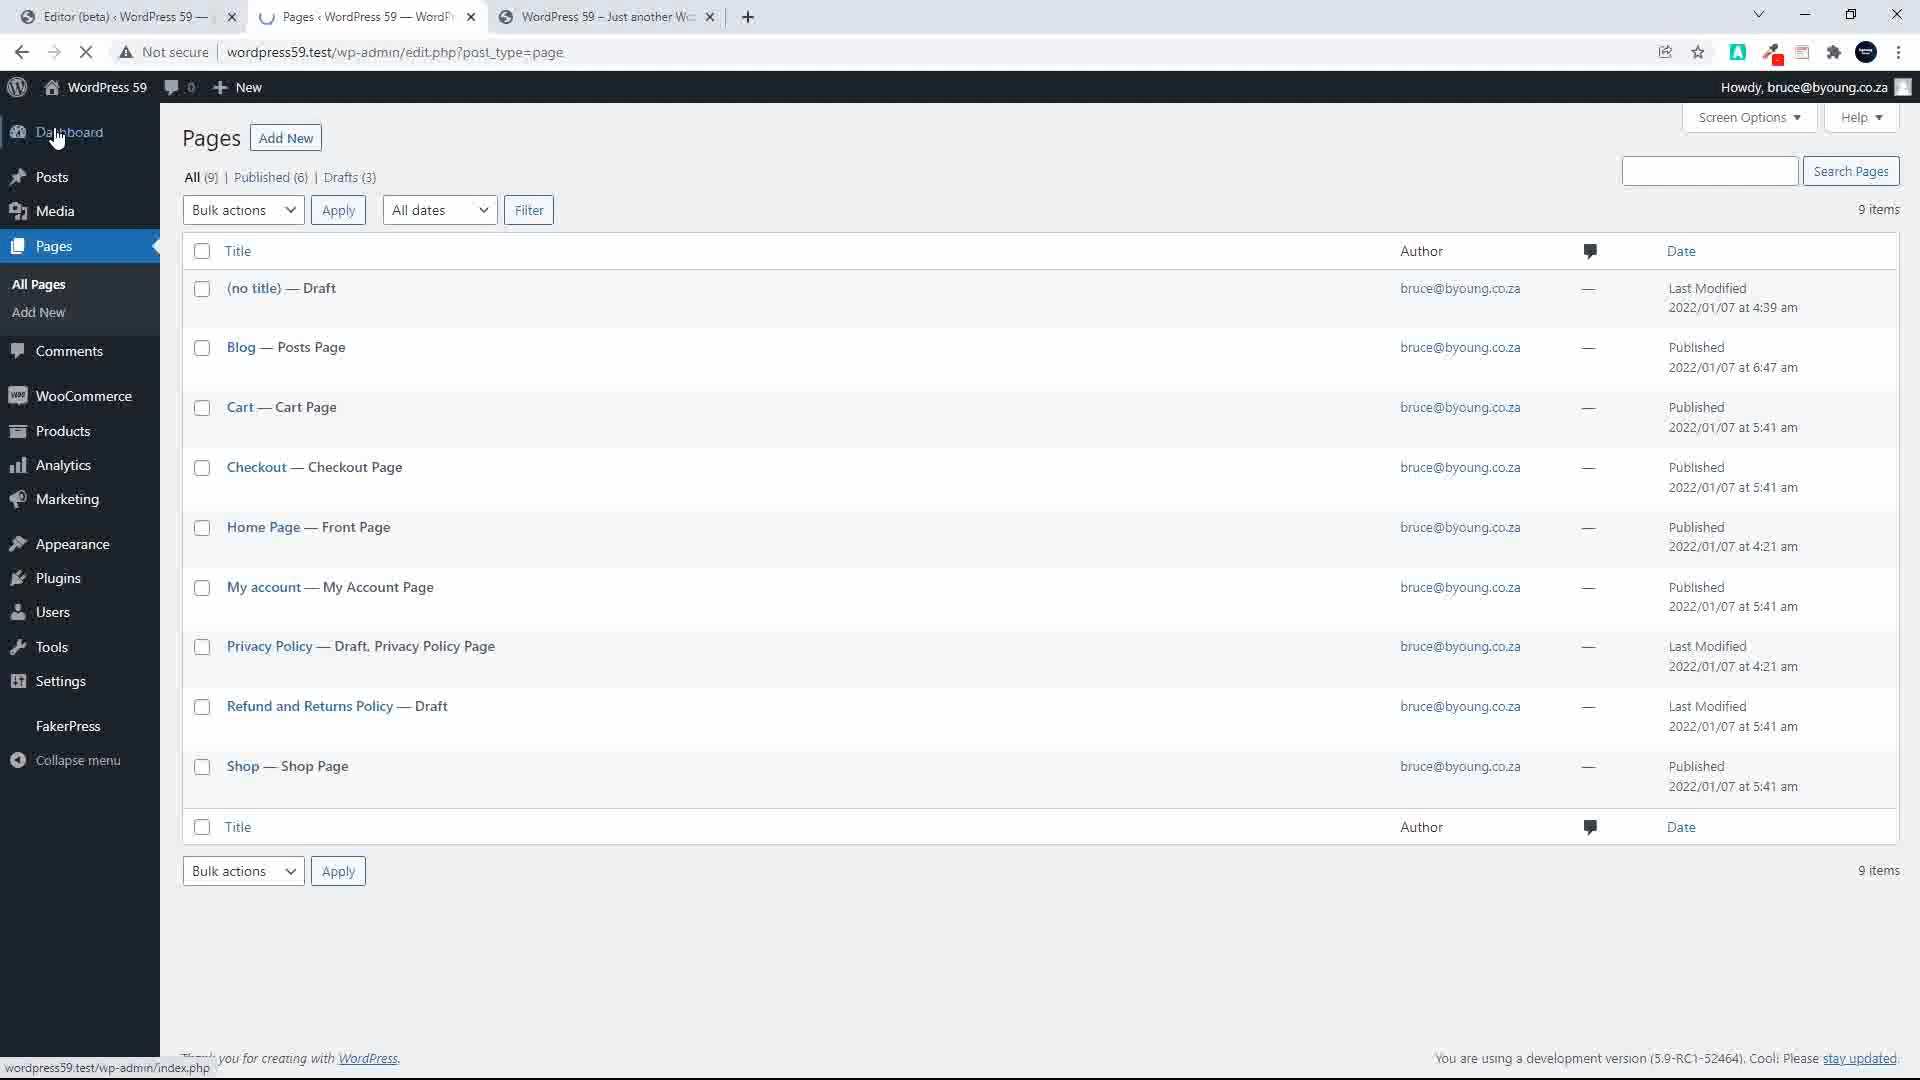 Editor (beta) ‹ WordPress 59 —
Pages ‹ WordPress 59 — WordPr
WordPress 59 – Just another Wo
Not secure
wordpress59.test/wp-admin/edit.php?post_type=page
WordPress 59
0
New
Howdy, bruce@byoung.co.za
Dashboard
Posts
Media
Pages
All Pages
Add New
Comments
WooCommerce
Products
Analytics
Marketing
Appearance
Plugins
Users
Tools
Settings
FakerPress
Collapse menu
Pages
Add New
Screen Options
Help
All (9) | Published (6) | Drafts (3)
Search Pages
Bulk actions
Apply
All dates
Filter
9 items
Title
Author
Date
(no title) — Draft
bruce@byoung.co.za
—
Last Modified
2022/01/07 at 4:39 am
Blog — Posts Page
bruce@byoung.co.za
—
Published
2022/01/07 at 6:47 am
Cart — Cart Page
bruce@byoung.co.za
—
Published
2022/01/07 at 5:41 am
Checkout — Checkout Page
bruce@byoung.co.za
—
Published
2022/01/07 at 5:41 am
Home Page — Front Page
bruce@byoung.co.za
—
Published
2022/01/07 at 4:21 am
My account — My Account Page
bruce@byoung.co.za
—
Published
2022/01/07 at 5:41 am
Privacy Policy — Draft, Privacy Policy Page
bruce@byoung.co.za
—
Last Modified
2022/01/07 at 4:21 am
Refund and Returns Policy — Draft
bruce@byoung.co.za
—
Last Modified
2022/01/07 at 5:41 am
Shop — Shop Page
bruce@byoung.co.za
—
Published
2022/01/07 at 5:41 am
Title
Author
Date
Bulk actions
Apply
9 items
you for creating with WordPress.
You are using a development version (5.9-RC1-52464). Cool! Please stay updated.
wordpress59.test/wp-admin/index.php